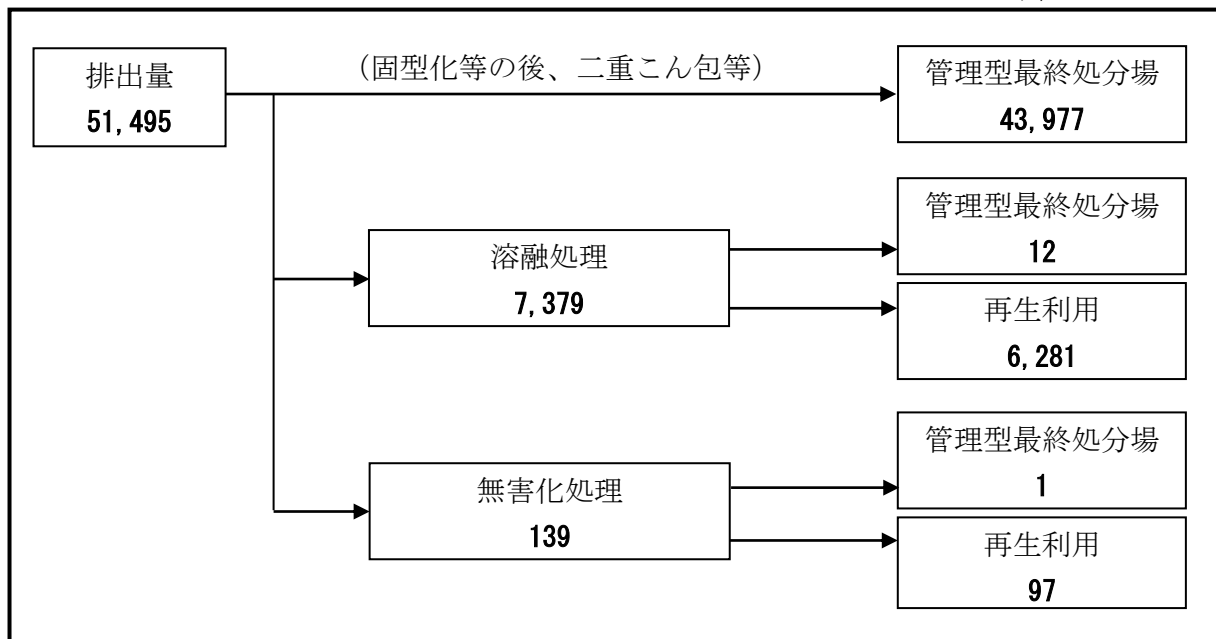 排出量
51,495
（固型化等の後、二重こん包等）
管理型最終処分場
43,977
溶融処理
7,379
管理型最終処分場
12
再生利用
6,281
無害化処理
139
管理型最終処分場
1
再生利用
97